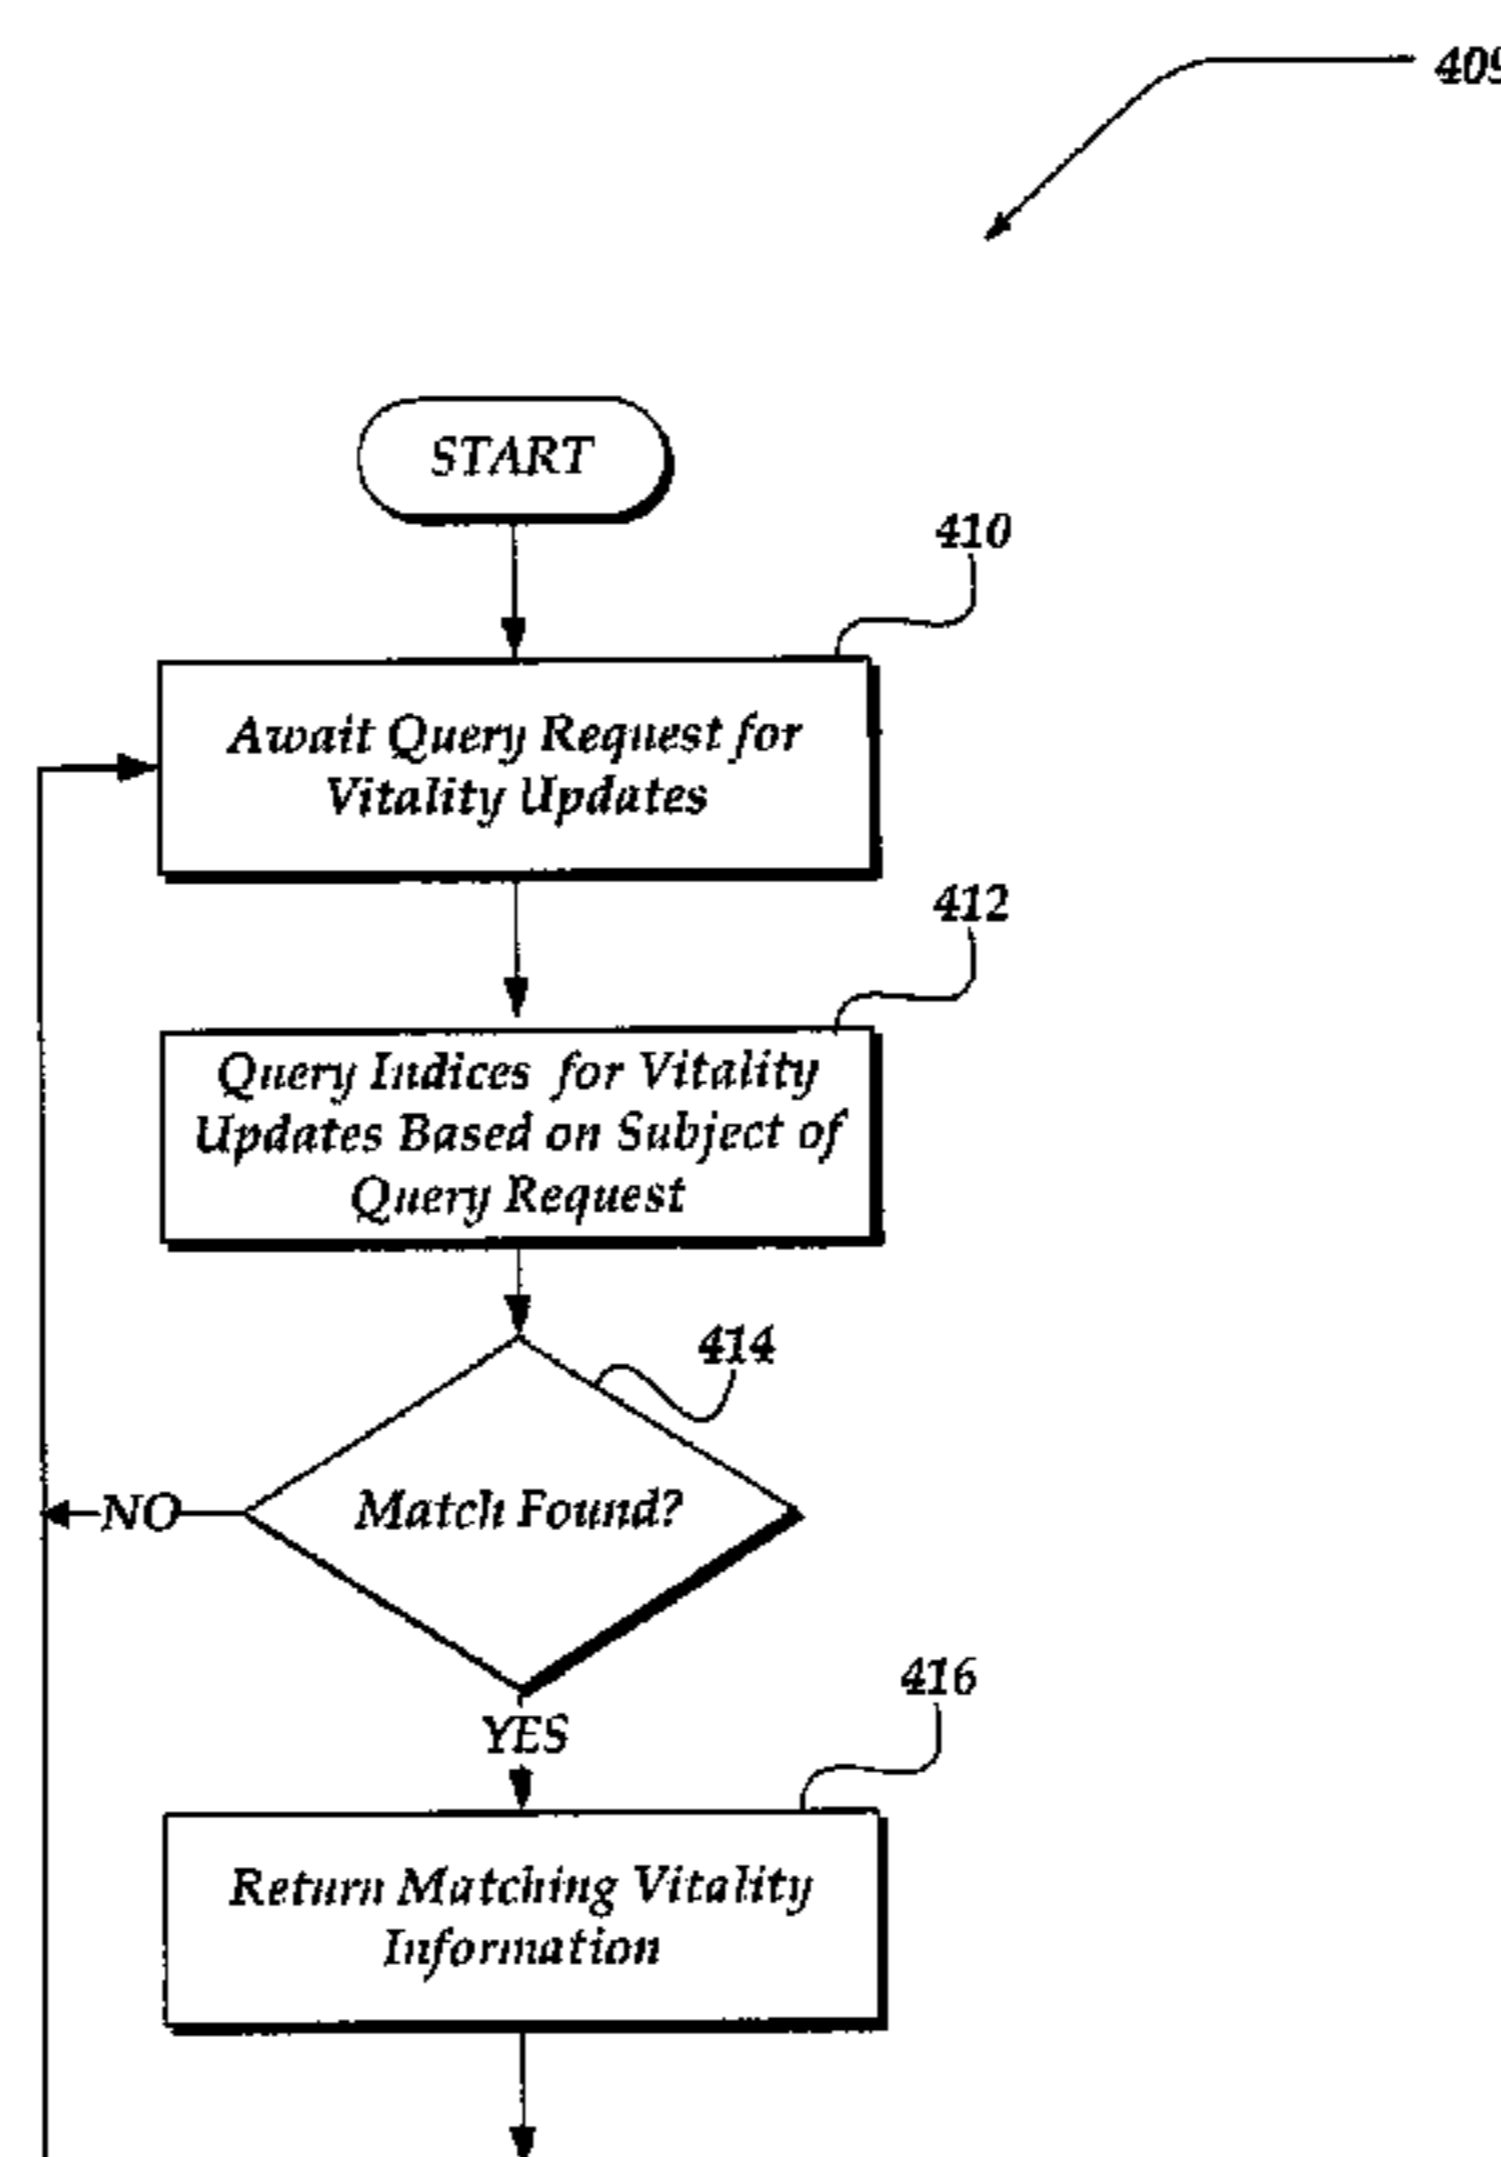 409
START
410
Await Query Request for
Vitality Updates
412
Query Indices for Vitality
Updates Based on Subject of
Query Request
414
Match Found?
NO
YES
416
Return Matching Vitality
Information